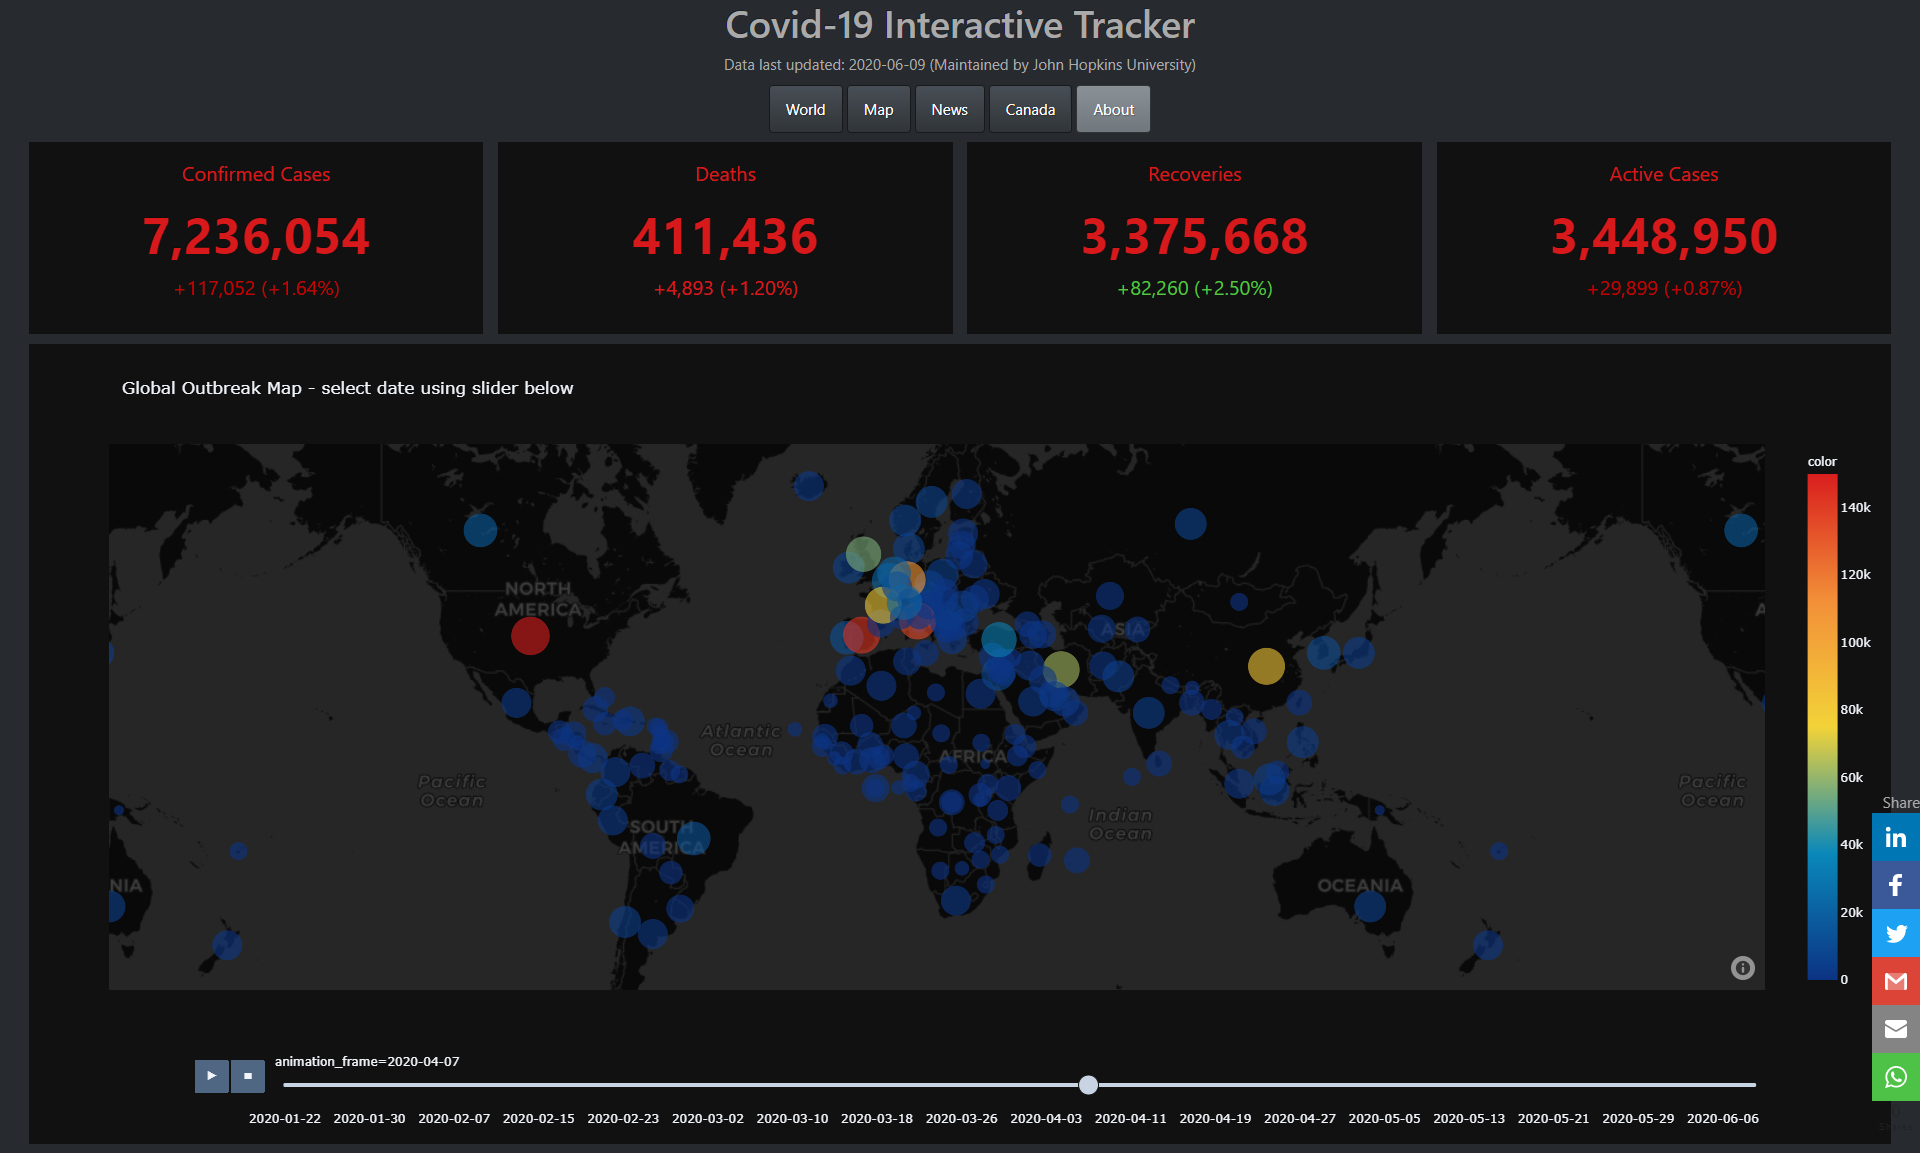 Covid-19 Interactive Tracker
Data last updated: 2020-06-09 (Maintained by John Hopkins University)
World Map News Canada About
Confirmed Cases
7,236,054
+117,052 (+1.64%)
Deaths
411,436
+4,893 (+1.20%)
Recoveries
3,375,668
+82,260 (+2.50%)
Active Cases
3,448,950
+29,899 (+0.87%)
Global Outbreak Map - select date using slider below
NORTH
AMERICA
A
ASIA
Atlantic
Ocean
AFRICA
Pacific
Ocean
Pacific
Ocean
Indian
Ocean
SOUTH
AMERICA
NIA
OCEANIA
color
140k
120k
100k
80k
60k
40k
20k
0
Share
in
f
animation_frame=2020-04-07
2020-01-22 2020-01-30 2020-02-07 2020-02-15 2020-02-23 2020-03-02 2020-03-10 2020-03-18 2020-03-26 2020-04-03 2020-04-11 2020-04-19 2020-04-27 2020-05-05 2020-05-13 2020-05-21 2020-05-29 2020-06-06